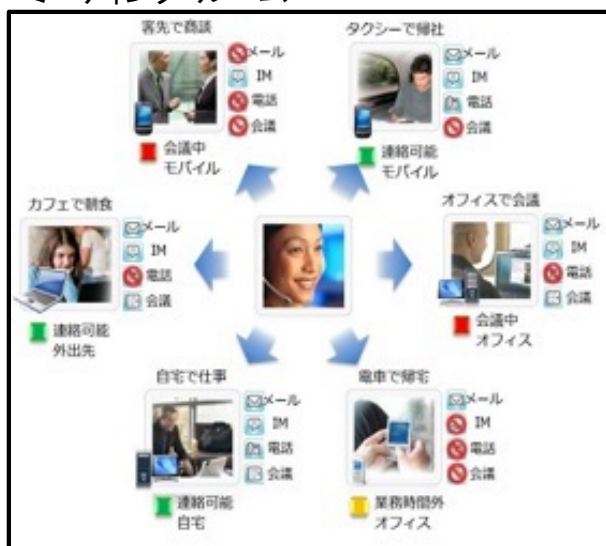 客先で商談
メール
IM
電話
会議
会議中
モバイル
タクシーで帰社
メール
IM
電話
会議
連絡可能
モバイル
カフェで朝食
メール
IM
電話
会議
連絡可能
外出先
オフィスで会議
メール
IM
電話
会議
会議中
オフィス
自宅で仕事
メール
IM
電話
会議
連絡可能
自宅
電車で帰宅
メール
IM
電話
会議
業務時間外
オフィス